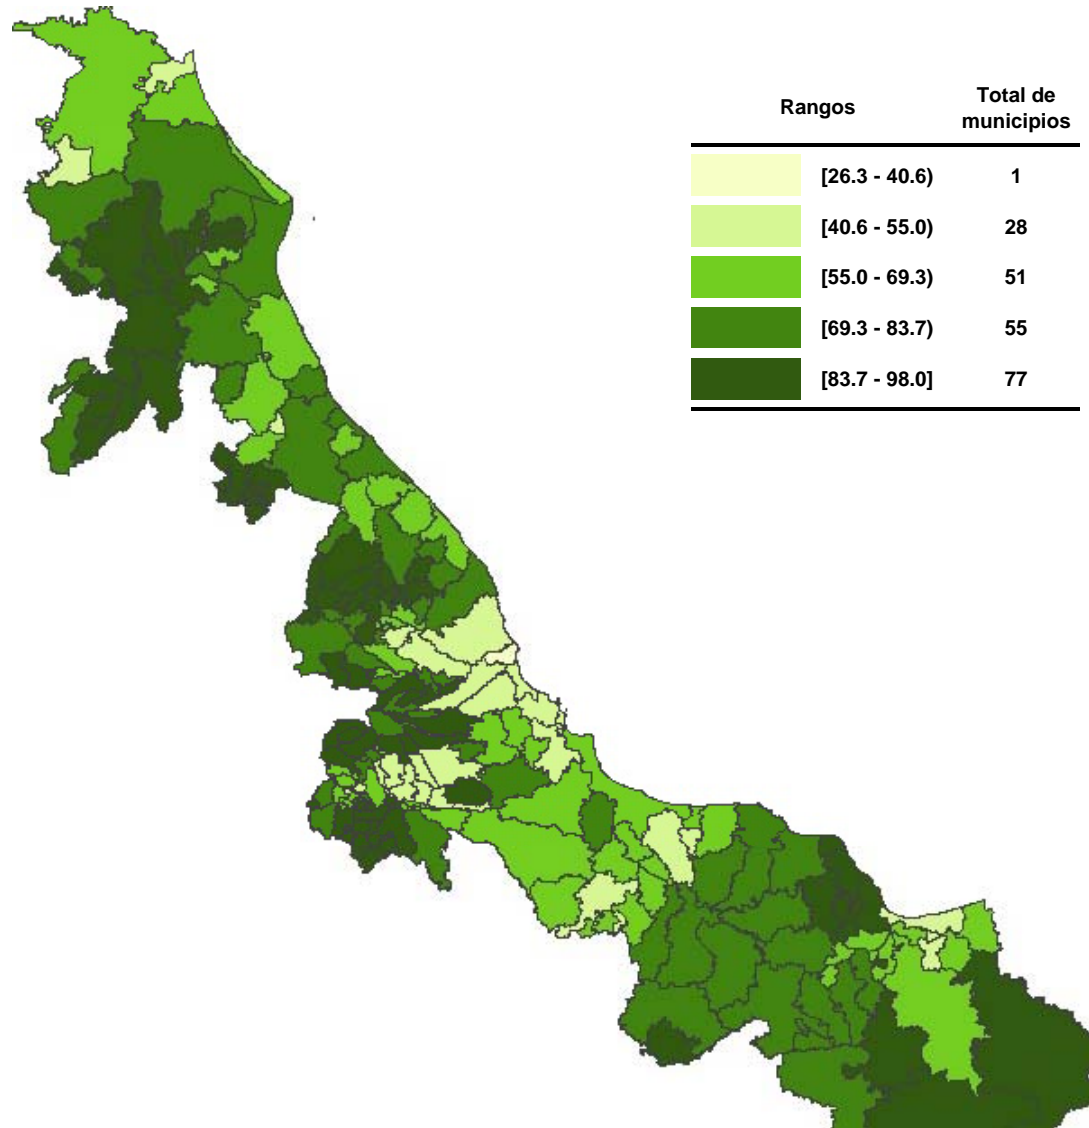 Rangos Total de
municipios
[26.3 - 40.6) 1
[40.6 - 55.0) 28
[55.0 - 69.3) 51
[69.3 - 83.7) 55
[83.7 - 98.0] 77